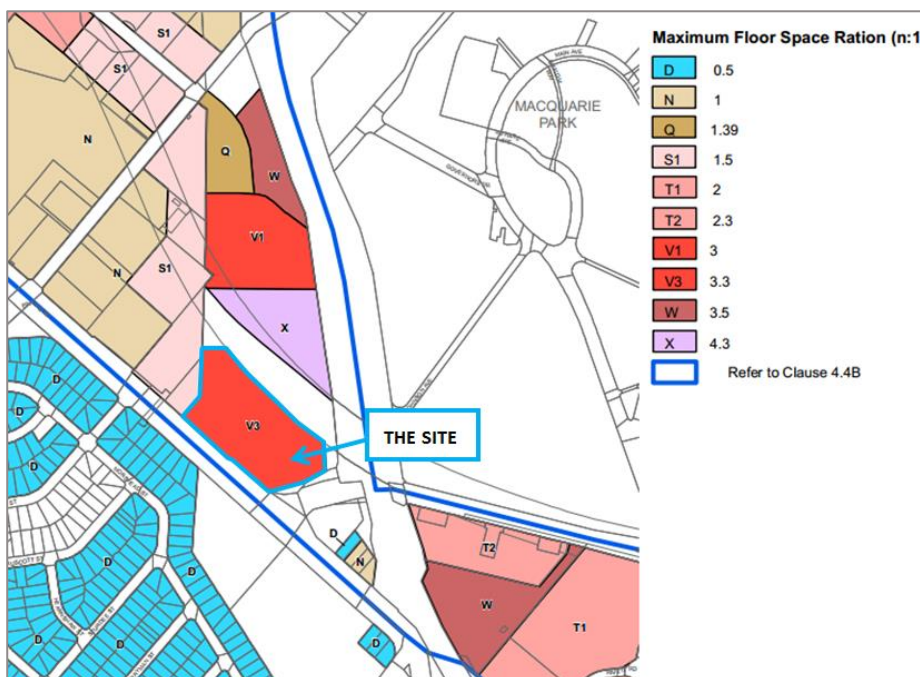 Maximum Floor Space Ration (n:1
D 0.5
N 1
Q 1.39
S1 1.5
T1 2
T2 2.3
V1 3
V3 3.3
W 3.5
X 4.3
Refer to Clause 4.4B
S1
S1
N
Q
W
MAIN AVE
MACQUARIE
PARK
V1
N
S1
X
D
D
V3
THE SITE
D
D
D
T2
N
W
T1
D
D
D
D
D